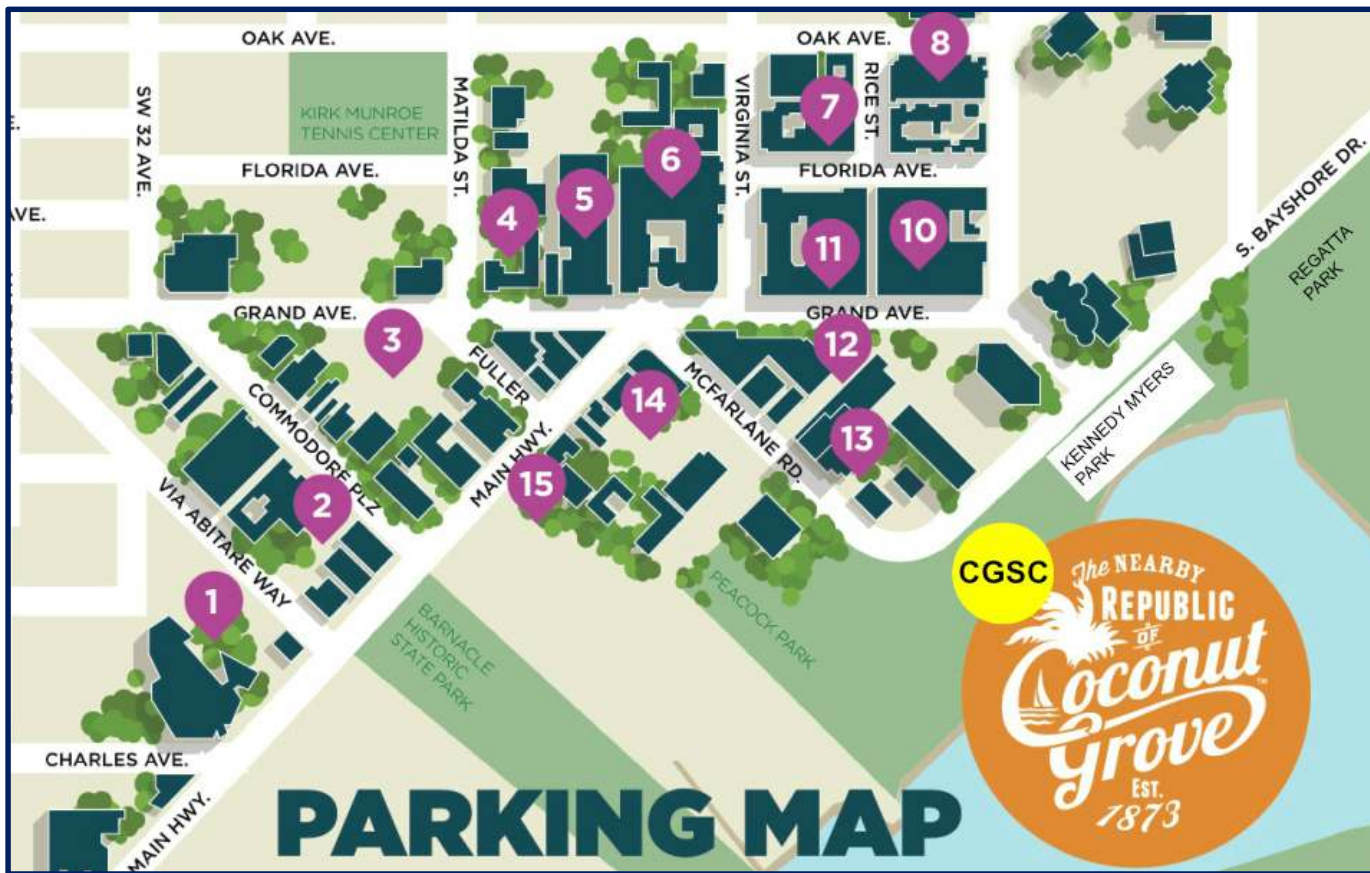 OAK AVE.
OAK AVE.
8
SW 32 AVE.
KIRK MUNROE
TENNIS CENTER
MATILDA ST.
VIRGINIA ST.
7
RICE ST.
6
FLORIDA AVE.
FLORIDA AVE.
AVE.
4
5
11
10
S. BAYSHORE DR.
REGATTA
PARK
GRAND AVE.
GRAND AVE.
3
FULLER
12
COMMODORE PLZ
14
MCFARLANE RD.
13
KENNEDY MYERS
PARK
MAIN HWY.
15
2
VIA ABITARE WAY
1
BARNACLE
HISTORIC
STATE PARK
PEACOCK PARK
CGSC
The NEARBY
REPUBLIC
OF
Coconut
Grove
TM
EST.
1873
CHARLES AVE.
MAIN HWY.
PARKING MAP